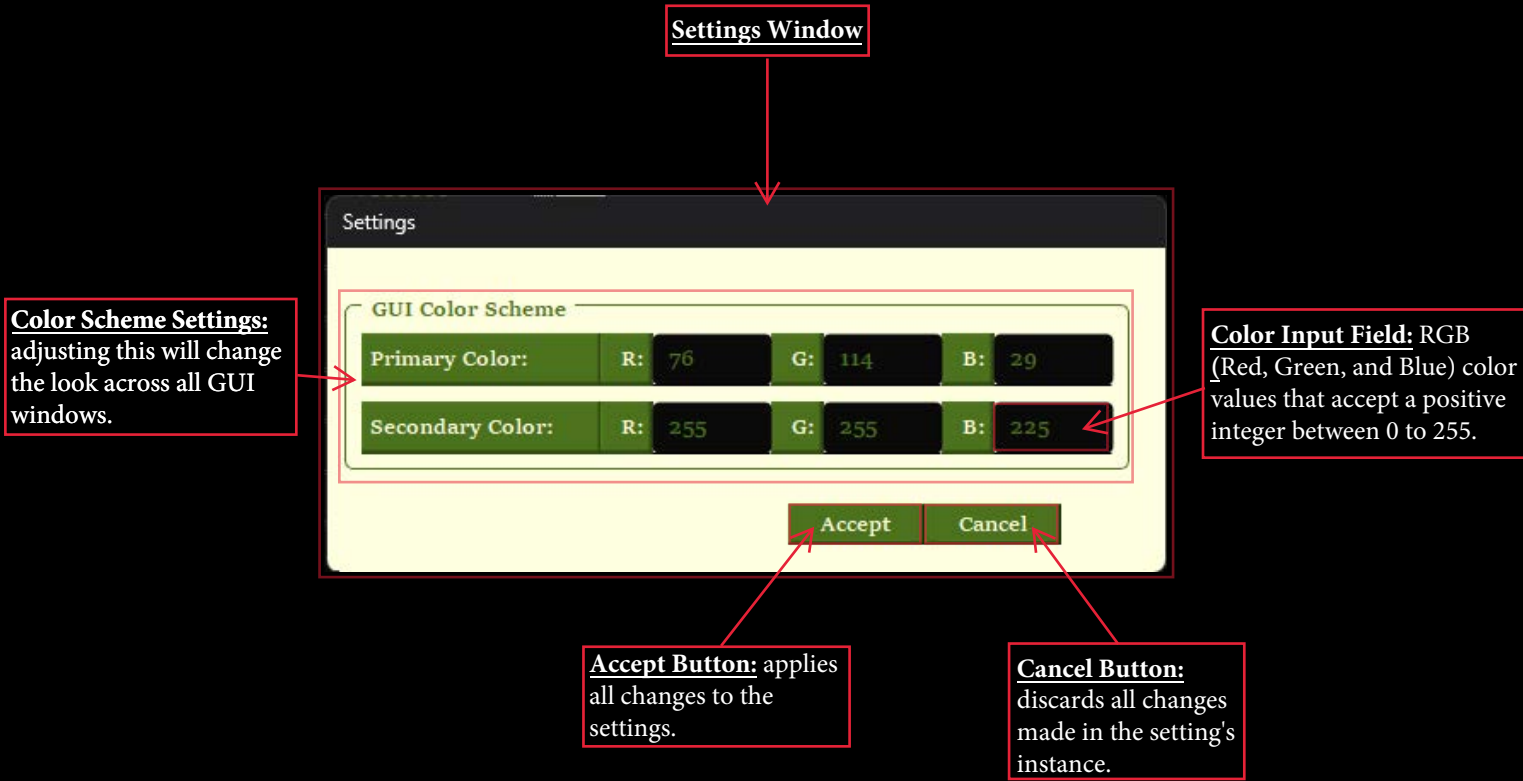 Settings Window
Settings
GUI Color Scheme
Primary Color: R: 76 G: 114 B: 29
Secondary Color: R: 255 G: 255 B: 225
Accept Cancel
Color Scheme Settings:
adjusting this will change
the look across all GUI
windows.
Color Input Field: RGB
(Red, Green, and Blue) color
values that accept a positive
integer between 0 to 255.
Accept Button: applies
all changes to the
settings.
Cancel Button:
discards all changes
made in the setting's
instance.